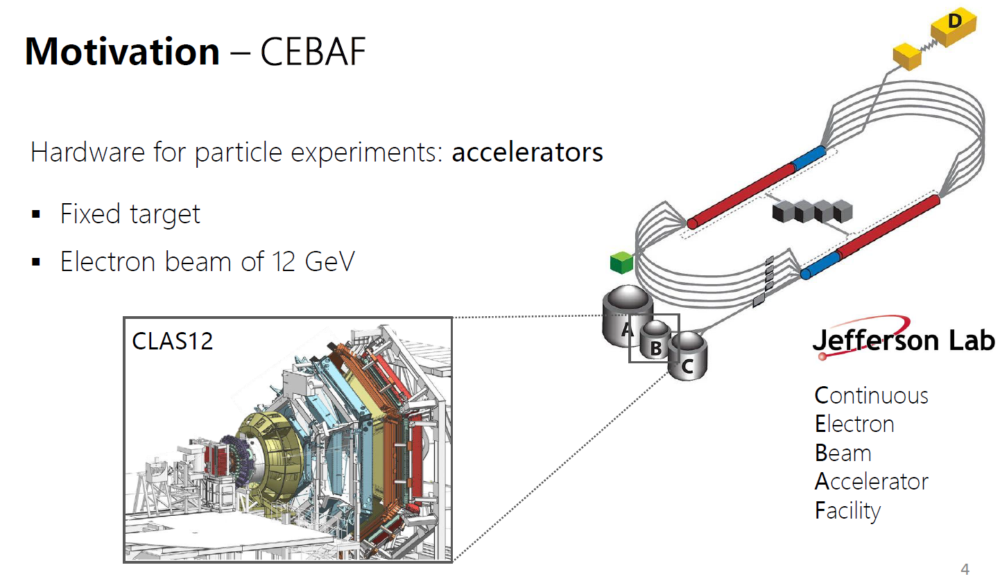 Motivation – CEBAF
Hardware for particle experiments: accelerators
▪ Fixed target
▪ Electron beam of 12 GeV
CLAS12
D
A
B
C
Jefferson Lab
Continuous
Electron
Beam
Accelerator
Facility
4